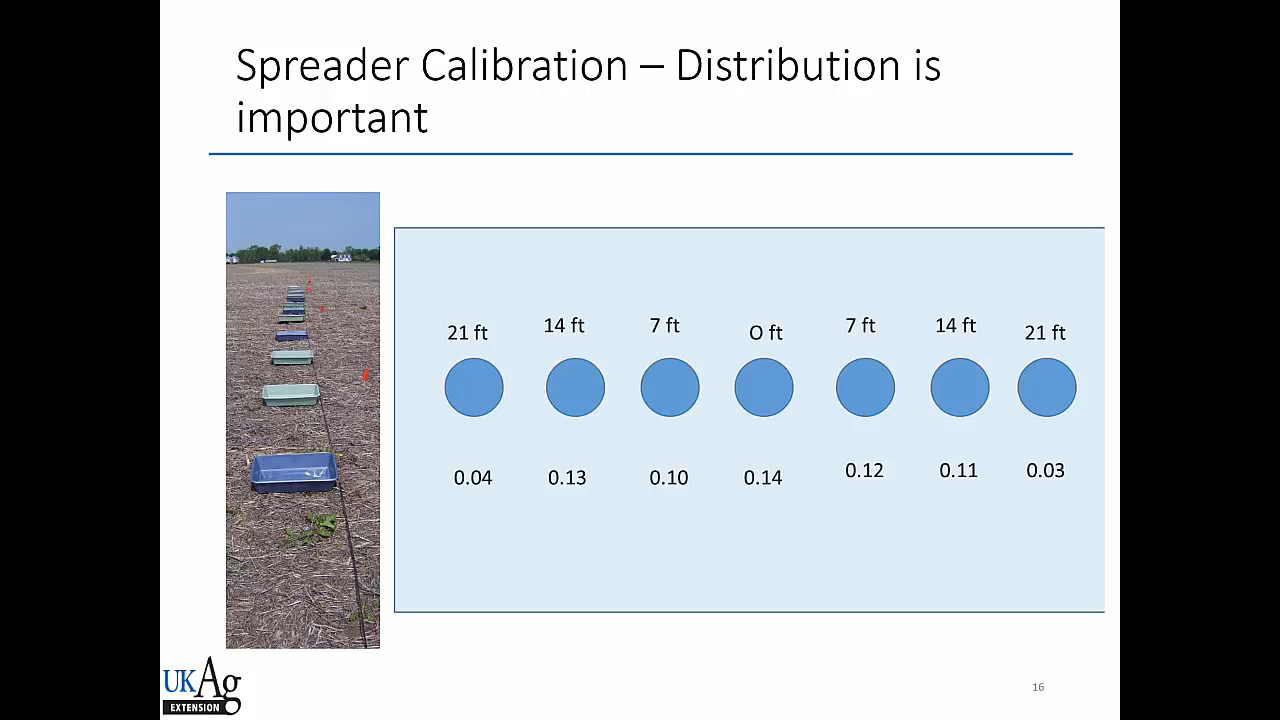 Spreader Calibration – Distribution is
important
21 ft 14 ft 7 ft O ft 7 ft 14 ft 21 ft
0.04 0.13 0.10 0.14 0.12 0.11 0.03
UKAg
EXTENSION
16